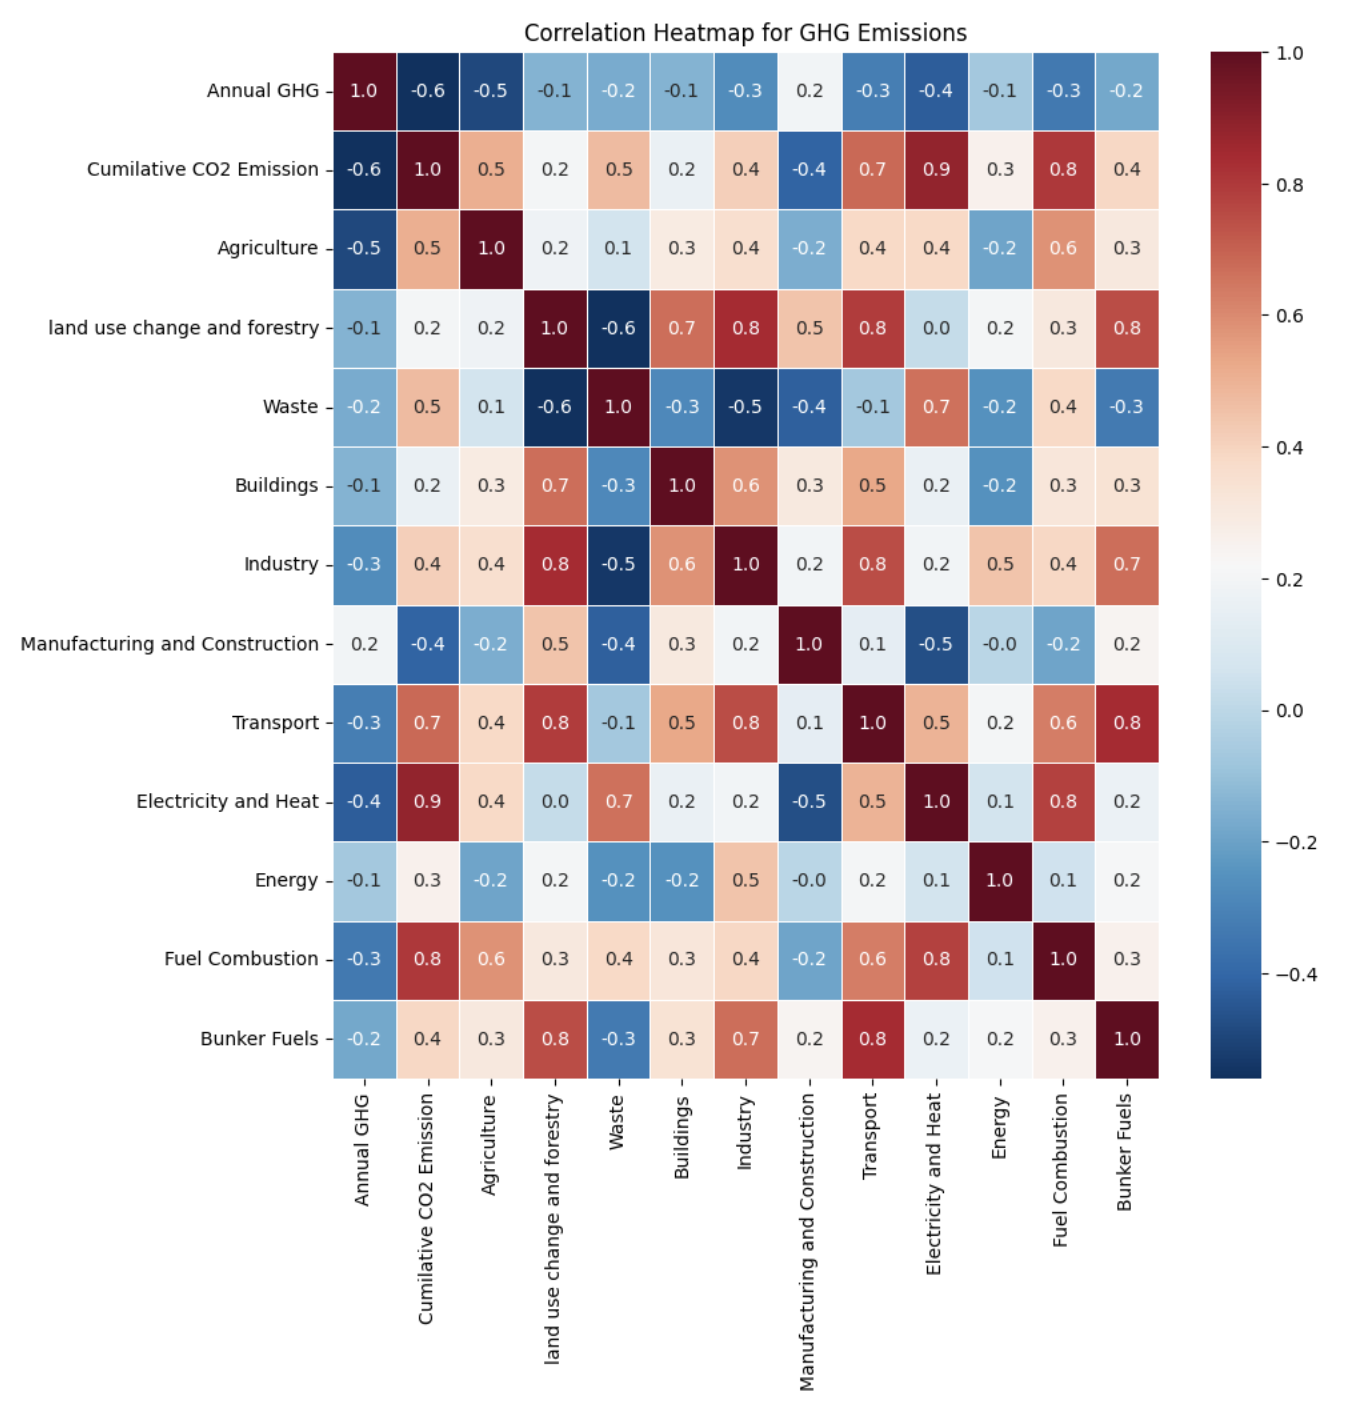 Correlation Heatmap for GHG Emissions
Annual GHG 1.0 -0.6 -0.5 -0.1 -0.2 -0.1 -0.3 0.2 -0.3 -0.4 -0.1 -0.3 -0.2
Cumilative CO2 Emission -0.6 1.0 0.5 0.2 0.5 0.2 0.4 -0.4 0.7 0.9 0.3 0.8 0.4
Agriculture -0.5 0.5 1.0 0.2 0.1 0.3 0.4 -0.2 0.4 0.4 -0.2 0.6 0.3
land use change and forestry -0.1 0.2 0.2 1.0 -0.6 0.7 0.8 0.5 0.8 0.0 0.2 0.3 0.8
Waste -0.2 0.5 0.1 -0.6 1.0 -0.3 -0.5 -0.4 -0.1 0.7 -0.2 0.4 -0.3
Buildings -0.1 0.2 0.3 0.7 -0.3 1.0 0.6 0.3 0.5 0.2 -0.2 0.3 0.3
Industry -0.3 0.4 0.4 0.8 -0.5 0.6 1.0 0.2 0.8 0.2 0.5 0.4 0.7
Manufacturing and Construction 0.2 -0.4 -0.2 0.5 -0.4 0.3 0.2 1.0 0.1 -0.5 -0.0 -0.2 0.2
Transport -0.3 0.7 0.4 0.8 -0.1 0.5 0.8 0.1 1.0 0.5 0.2 0.6 0.8
Electricity and Heat -0.4 0.9 0.4 0.0 0.7 0.2 0.2 -0.5 0.5 1.0 0.1 0.8 0.2
Energy -0.1 0.3 -0.2 0.2 -0.2 -0.2 0.5 -0.0 0.2 0.1 1.0 0.1 0.2
Fuel Combustion -0.3 0.8 0.6 0.3 0.4 0.3 0.4 -0.2 0.6 0.8 0.1 1.0 0.3
Bunker Fuels -0.2 0.4 0.3 0.8 -0.3 0.3 0.7 0.2 0.8 0.2 0.2 0.3 1.0
Annual GHG
Cumilative CO2 Emission
Agriculture
land use change and forestry
Waste
Buildings
Industry
Manufacturing and Construction
Transport
Electricity and Heat
Energy
Fuel Combustion
Bunker Fuels
1.0
0.8
0.6
0.4
0.2
0.0
−0.2
−0.4